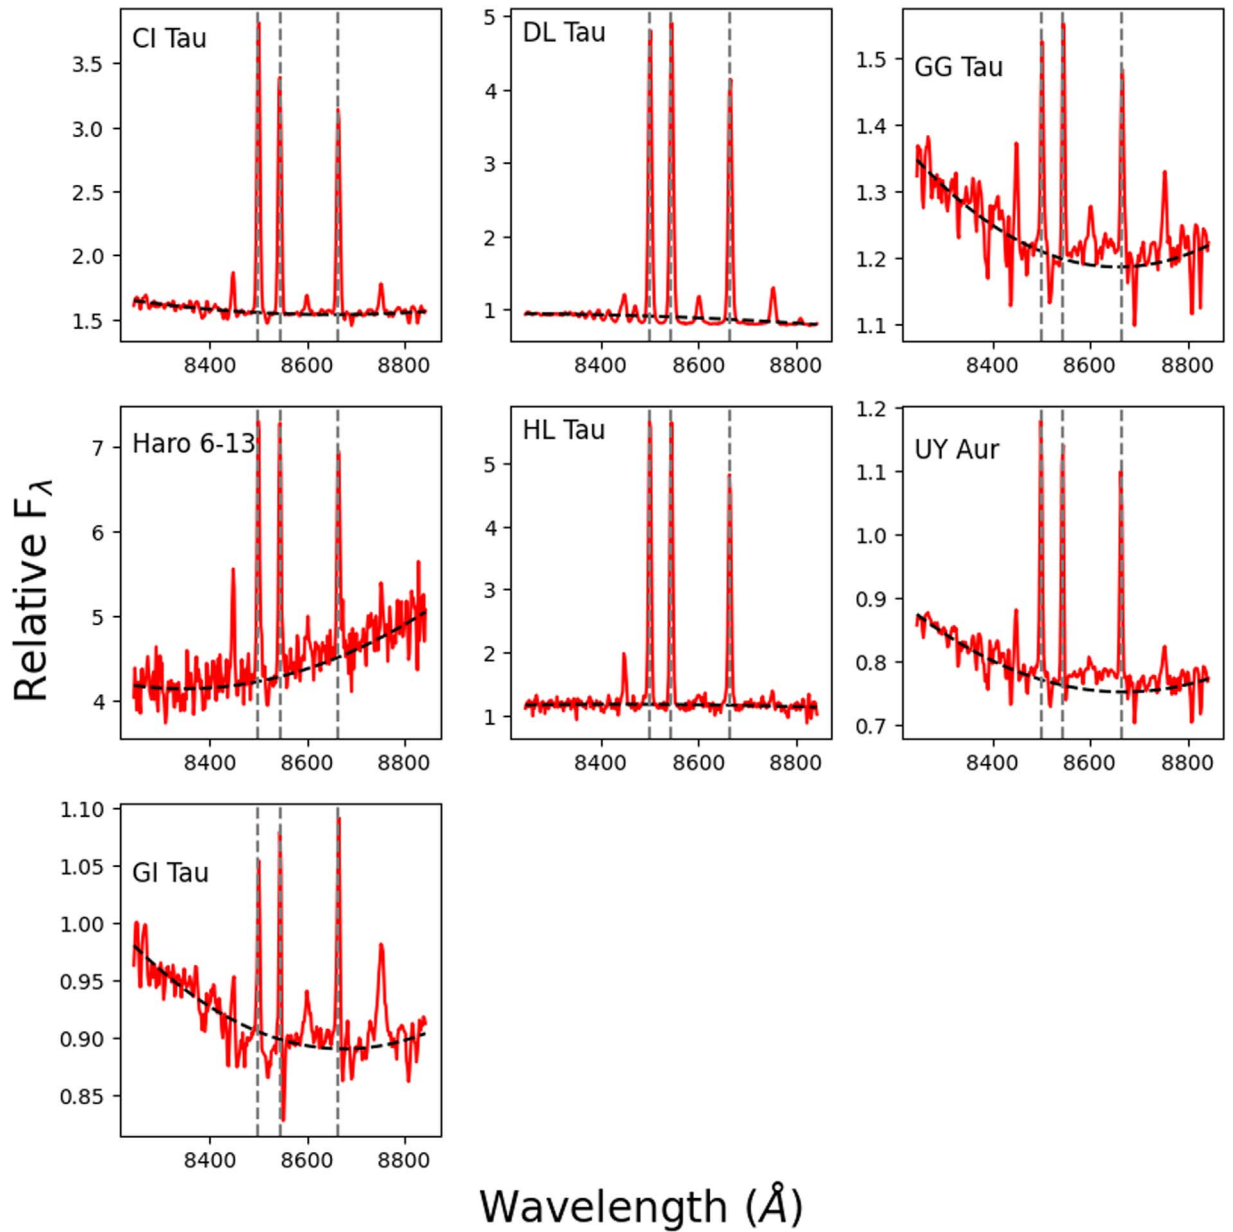 CI Tau
3.5
3.0
2.5
2.0
1.5
8400 8600 8800
DL Tau
5
4
3
2
1
8400 8600 8800
GG Tau
1.5
1.4
1.3
1.2
1.1
8400 8600 8800
Haro 6-13
7
6
5
4
8400 8600 8800
HL Tau
5
4
3
2
1
8400 8600 8800
UY Aur
1.2
1.1
1.0
0.9
0.8
0.7
8400 8600 8800
GI Tau
1.10
1.05
1.00
0.95
0.90
0.85
8400 8600 8800
Relative F_λ
Wavelength (Å)